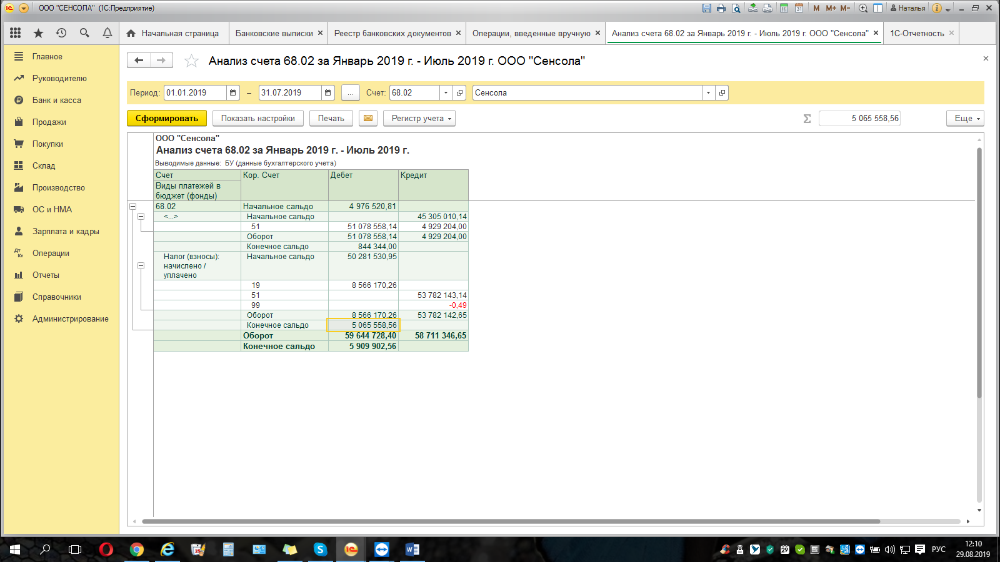 ООО "СЕНСОЛА" (1С:Предприятие)
M M+ M- Наталья
Начальная страница
Банковские выписки
Реестр банковских документов
Операции, введенные вручную
Анализ счета 68.02 за Январь 2019 г. - Июль 2019 г. ООО "Сенсола"
1С-Отчетность
Главное
Руководителю
Банк и касса
Продажи
Покупки
Склад
Производство
ОС и НМА
Зарплата и кадры
Операции
Отчеты
Справочники
Администрирование
Анализ счета 68.02 за Январь 2019 г. - Июль 2019 г. ООО "Сенсола"
Период: 01.01.2019 – 31.07.2019 ... Счет: 68.02 Сенсола
Сформировать Показать настройки Печать Регистр учета Σ 5 065 558,56 Еще
ООО "Сенсола"
Анализ счета 68.02 за Январь 2019 г. - Июль 2019 г.
Выводимые данные: БУ (данные бухгалтерского учета)
Счет Кор. Счет Дебет Кредит
Виды платежей в
бюджет (фонды)
68.02 Начальное сальдо 4 976 520,81
<...> Начальное сальдо 45 305 010,14
51 51 078 558,14 4 929 204,00
Оборот 51 078 558,14 4 929 204,00
Конечное сальдо 844 344,00
Налог (взносы): Начальное сальдо 50 281 530,95
начислено /
уплачено
19 8 566 170,26
51 53 782 143,14
99 -0,49
Оборот 8 566 170,26 53 782 142,65
Конечное сальдо 5 065 558,56
Оборот 59 644 728,40 58 711 346,65
Конечное сальдо 5 909 902,56
РУС
12:10
29.08.2019